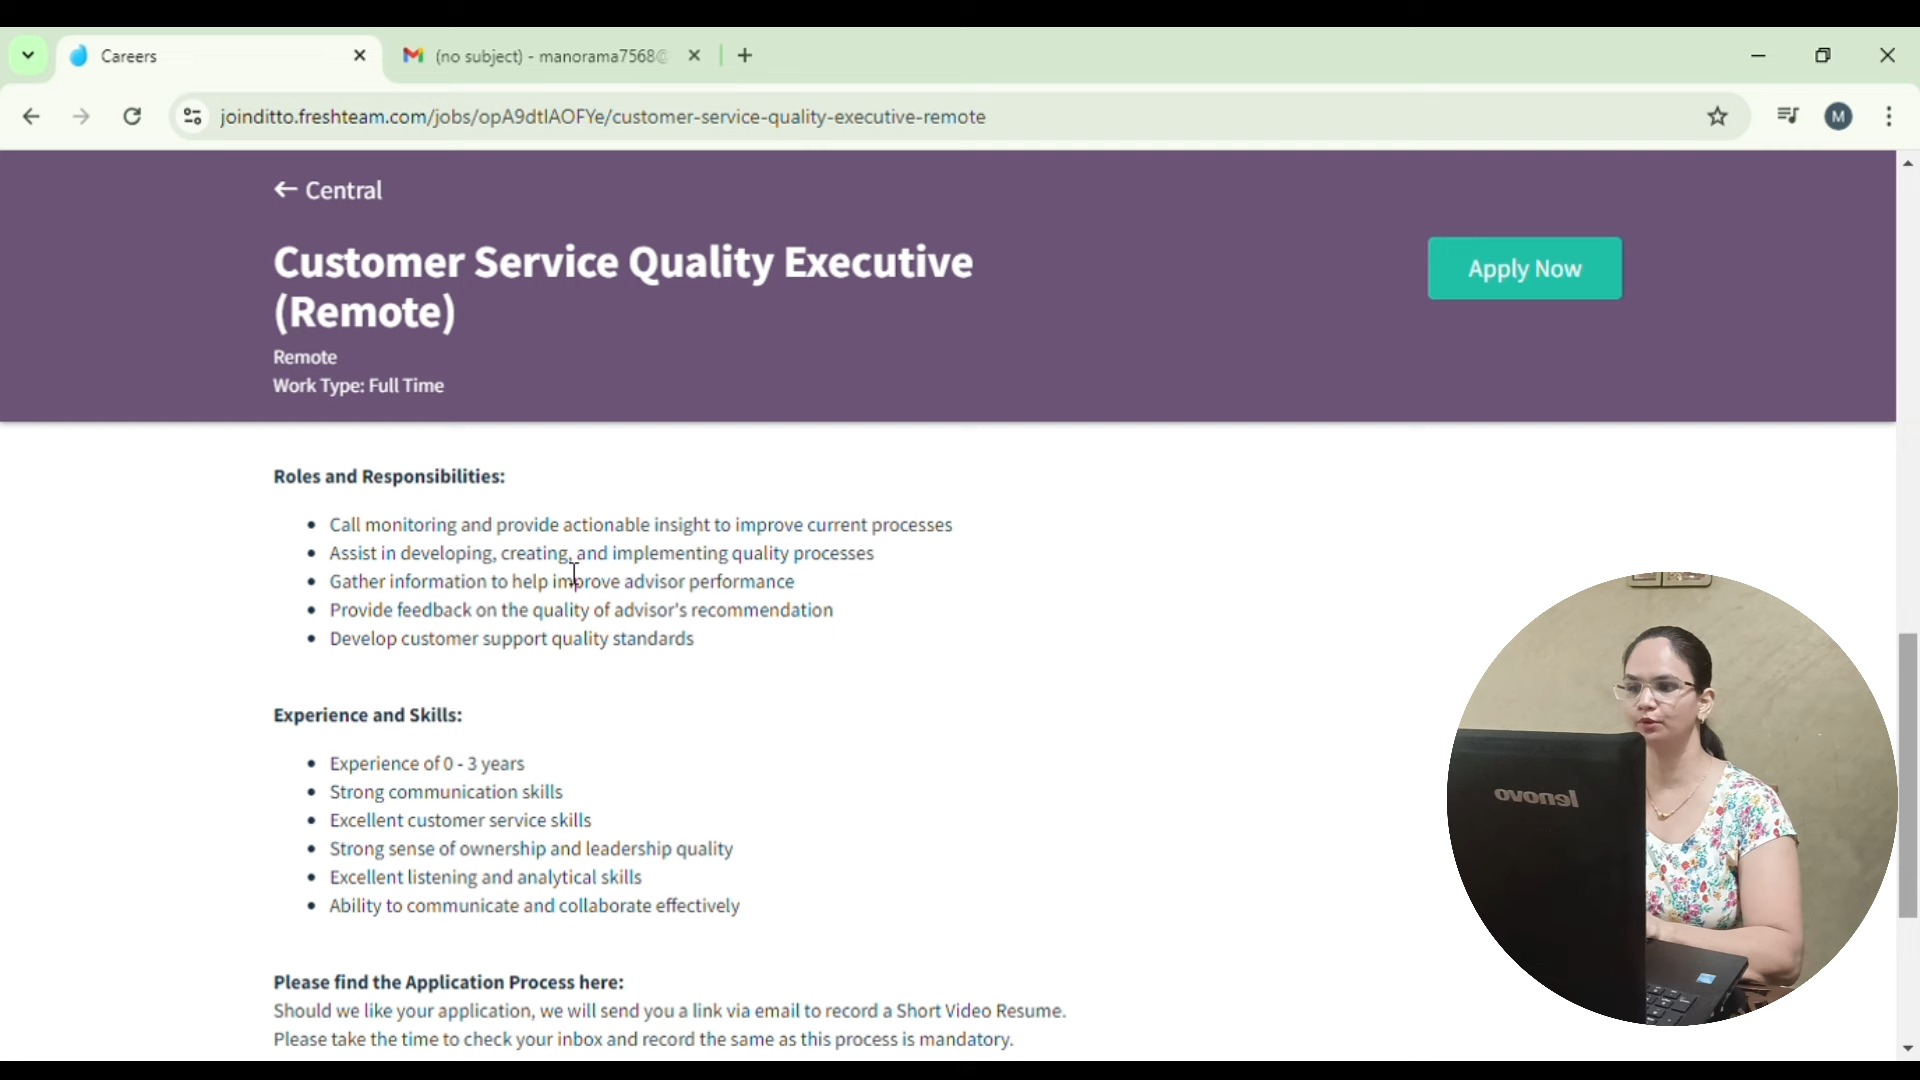 Careers
(no subject) - manorama7568@
joinditto.freshteam.com/jobs/opA9dtIAOFYe/customer-service-quality-executive-remote
M
← Central
Customer Service Quality Executive
(Remote)
Apply Now
Remote
Work Type: Full Time
Roles and Responsibilities:
• Call monitoring and provide actionable insight to improve current processes
• Assist in developing, creating, and implementing quality processes
• Gather information to help improve advisor performance
• Provide feedback on the quality of advisor's recommendation
• Develop customer support quality standards
Experience and Skills:
• Experience of 0 - 3 years
• Strong communication skills
• Excellent customer service skills
• Strong sense of ownership and leadership quality
• Excellent listening and analytical skills
• Ability to communicate and collaborate effectively
lenovo
Please find the Application Process here:
Should we like your application, we will send you a link via email to record a Short Video Resume.
Please take the time to check your inbox and record the same as this process is mandatory.